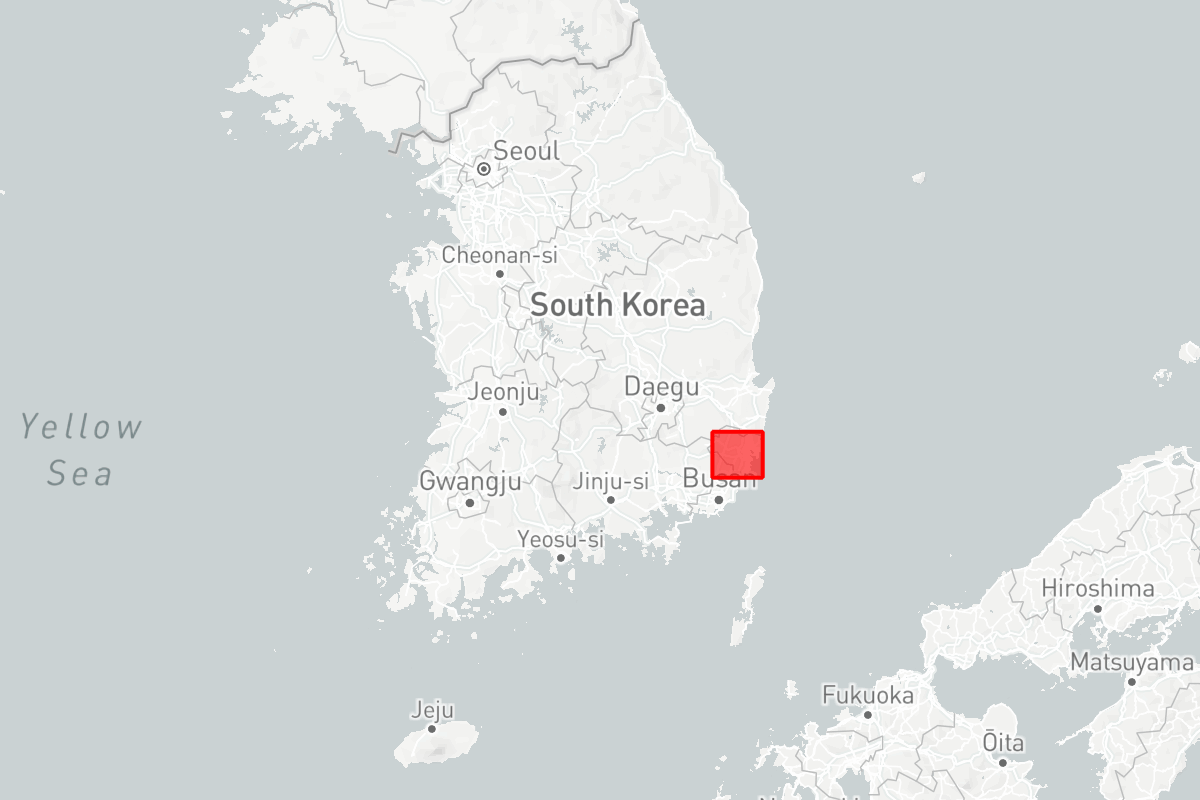 Seoul
Cheonan-si
South Korea
Jeonju
Daegu
Yellow
Sea
Gwangju
Jinju-si
Busan
Yeosu-si
Hiroshima
Matsuyama
Fukuoka
Jeju
Ōita